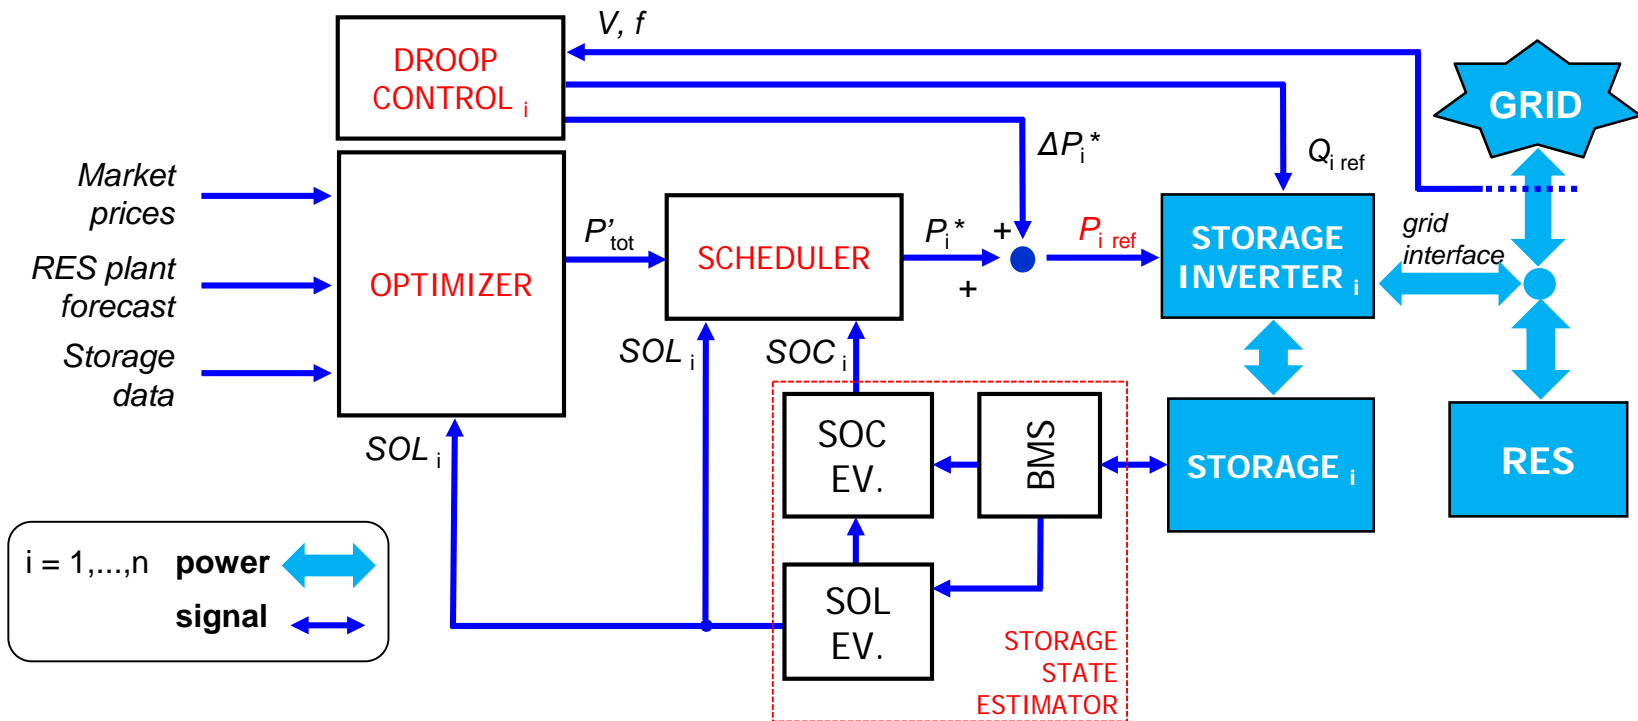 V, f
DROOP
CONTROL i
GRID
ΔPi*
Qi ref
Market
prices
RES plant
forecast
Storage
data
OPTIMIZER
P'tot
SCHEDULER
Pi*
+
+
Pi ref
STORAGE
INVERTER i
grid
interface
SOL i
SOC i
SOL i
SOC
EV.
BMS
STORAGE i
RES
SOL
EV.
STORAGE
STATE
ESTIMATOR
i = 1,...,n power
signal